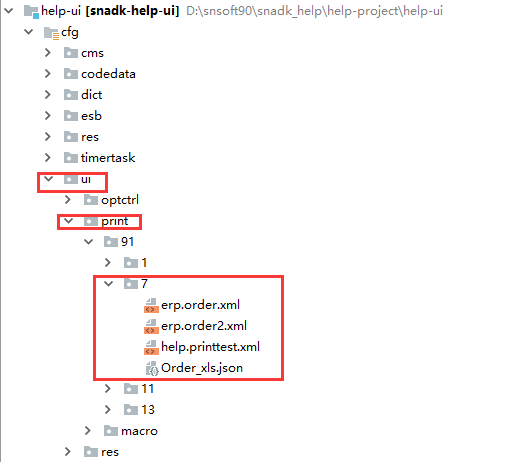 help-ui [snadk-help-ui] D:\snsoft90\snadk_help\help-project\help-ui
cfg
cms
codedata
dict
esb
res
timertask
ui
optctrl
print
91
1
7
erp.order.xml
erp.order2.xml
help.printtest.xml
Order_xls.json
11
13
macro
res